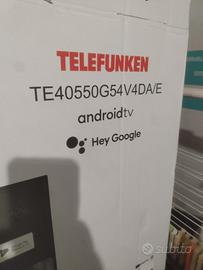 TELEFUNKEN
TE40550G54V4DA/E
androidtv
Hey Google
subito